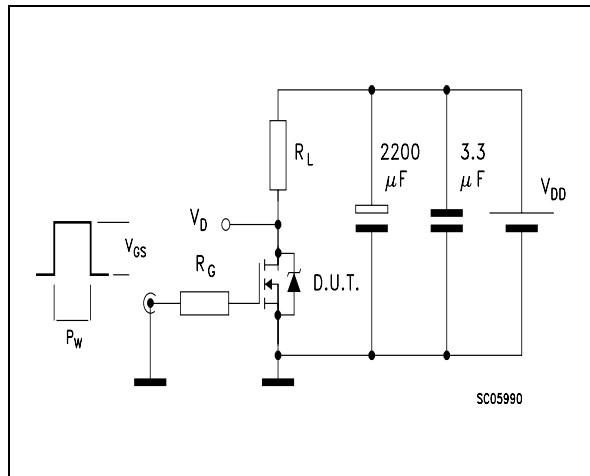 R_L
2200
μF
3.3
μF
V_DD
V_D
V_GS
R_G
D.U.T.
P_W
SC05990